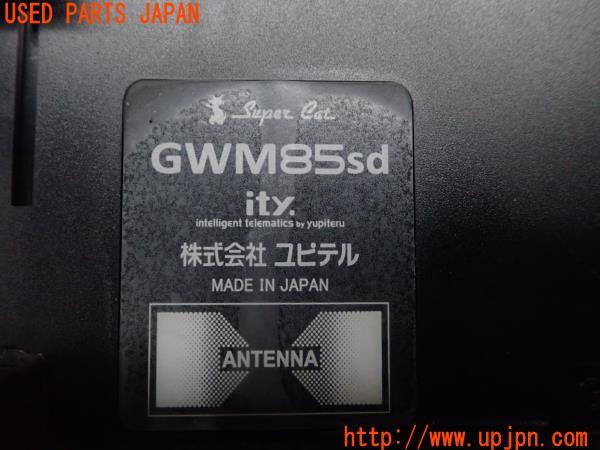 USED PARTS JAPAN
Super Cat
GWM85sd
ity.
intelligent telematics by yupiteru
株式会社 ユピテル
MADE IN JAPAN
ANTENNA
http://www.upjpn.com